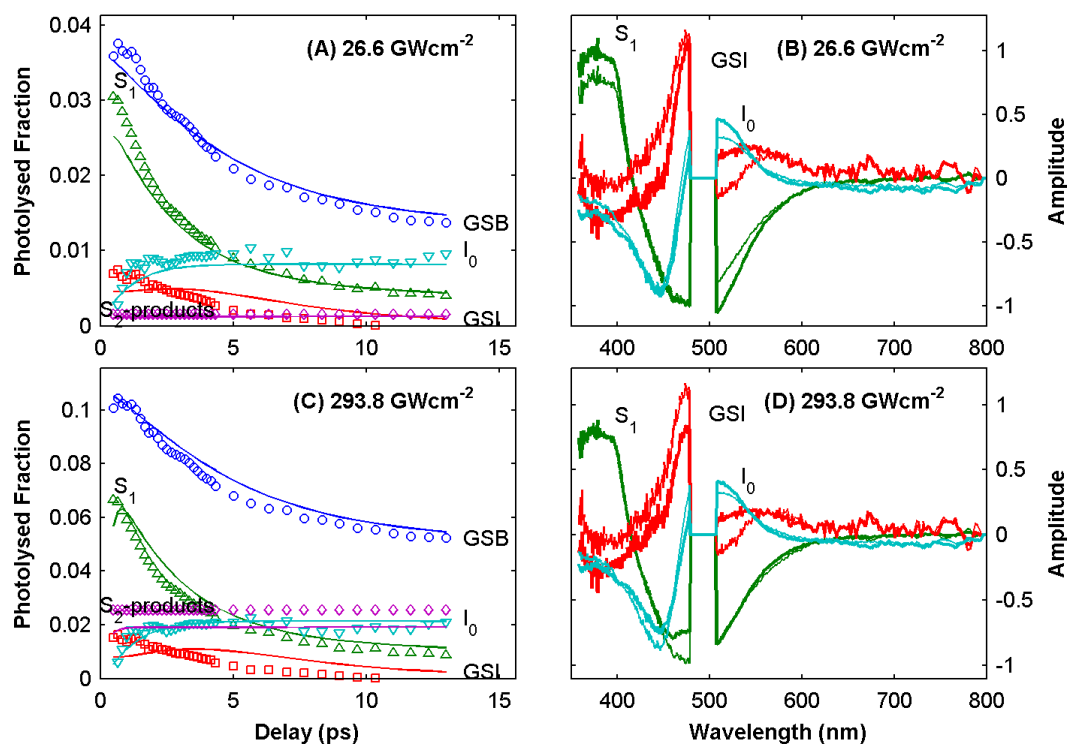 (A) 26.6 GWcm-2
0.04
0.03
0.02
0.01
0
Photolysed Fraction
S1
GSB
I0
S2-products
GSI
0 5 10 15
(B) 26.6 GWcm-2
S1
GSI
I0
1
0.5
0
-0.5
-1
Amplitude
400 500 600 700 800
(C) 293.8 GWcm-2
0.1
0.08
0.06
0.04
0.02
0
Photolysed Fraction
S1
GSB
S2-products
I0
GSI
0 5 10 15
Delay (ps)
(D) 293.8 GWcm-2
S1
GSI
I0
1
0.5
0
-0.5
-1
Amplitude
400 500 600 700 800
Wavelength (nm)